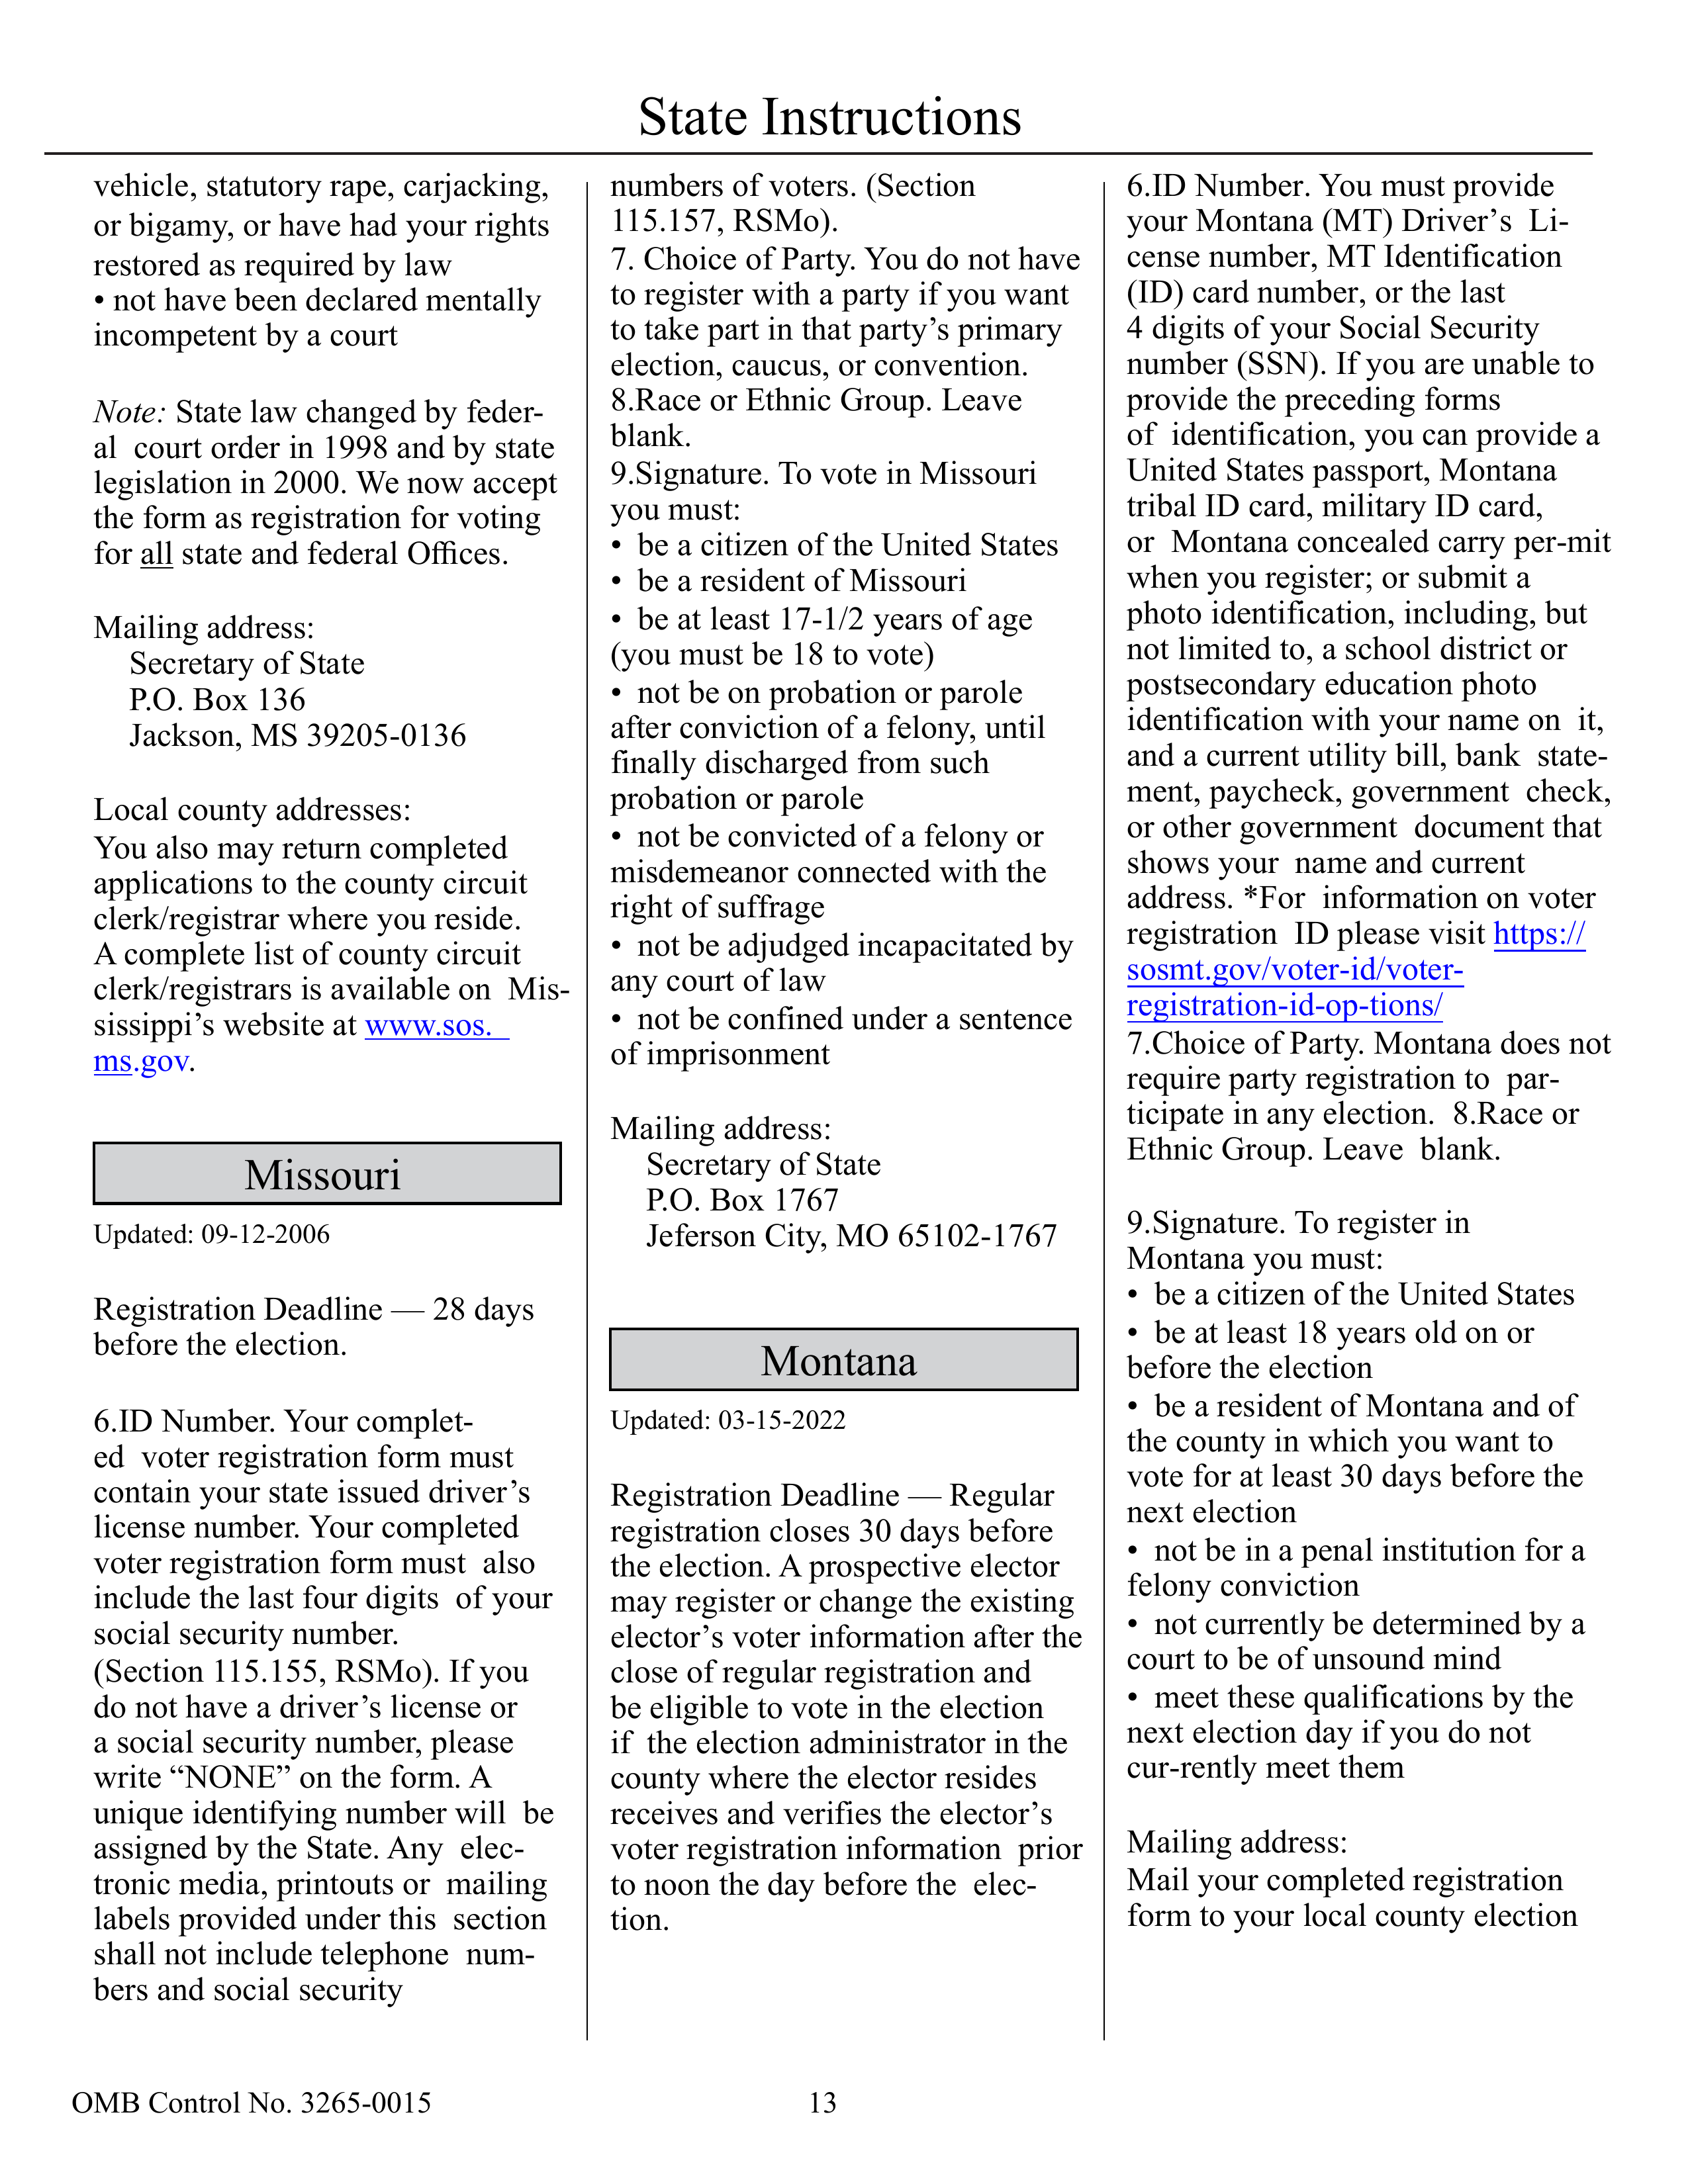 State Instructions
vehicle, statutory rape, carjacking,
or bigamy, or have had your rights
restored as required by law
• not have been declared mentally
incompetent by a court
Note: State law changed by feder-
al court order in 1998 and by state
legislation in 2000. We now accept
the form as registration for voting
for all state and federal Offices.
Mailing address:
Secretary of State
P.O. Box 136
Jackson, MS 39205-0136
Local county addresses:
You also may return completed
applications to the county circuit
clerk/registrar where you reside.
A complete list of county circuit
clerk/registrars is available on Mis-
sissippi’s website at www.sos.
ms.gov.
Missouri
Updated: 09-12-2006
Registration Deadline — 28 days
before the election.
6.ID Number. Your complet-
ed voter registration form must
contain your state issued driver’s
license number. Your completed
voter registration form must also
include the last four digits of your
social security number.
(Section 115.155, RSMo). If you
do not have a driver’s license or
a social security number, please
write “NONE” on the form. A
unique identifying number will be
assigned by the State. Any elec-
tronic media, printouts or mailing
labels provided under this section
shall not include telephone num-
bers and social security
numbers of voters. (Section
115.157, RSMo).
7. Choice of Party. You do not have
to register with a party if you want
to take part in that party’s primary
election, caucus, or convention.
8.Race or Ethnic Group. Leave
blank.
9.Signature. To vote in Missouri
you must:
• be a citizen of the United States
• be a resident of Missouri
• be at least 17-1/2 years of age
(you must be 18 to vote)
• not be on probation or parole
after conviction of a felony, until
finally discharged from such
probation or parole
• not be convicted of a felony or
misdemeanor connected with the
right of suffrage
• not be adjudged incapacitated by
any court of law
• not be confined under a sentence
of imprisonment
Mailing address:
Secretary of State
P.O. Box 1767
Jeferson City, MO 65102-1767
Montana
Updated: 03-15-2022
Registration Deadline — Regular
registration closes 30 days before
the election. A prospective elector
may register or change the existing
elector’s voter information after the
close of regular registration and
be eligible to vote in the election
if the election administrator in the
county where the elector resides
receives and verifies the elector’s
voter registration information prior
to noon the day before the elec-
tion.
6.ID Number. You must provide
your Montana (MT) Driver’s Li-
cense number, MT Identification
(ID) card number, or the last
4 digits of your Social Security
number (SSN). If you are unable to
provide the preceding forms
of identification, you can provide a
United States passport, Montana
tribal ID card, military ID card,
or Montana concealed carry per-mit
when you register; or submit a
photo identification, including, but
not limited to, a school district or
postsecondary education photo
identification with your name on it,
and a current utility bill, bank state-
ment, paycheck, government check,
or other government document that
shows your name and current
address. *For information on voter
registration ID please visit https://
sosmt.gov/voter-id/voter-
registration-id-op-tions/
7.Choice of Party. Montana does not
require party registration to par-
ticipate in any election. 8.Race or
Ethnic Group. Leave blank.
9.Signature. To register in
Montana you must:
• be a citizen of the United States
• be at least 18 years old on or
before the election
• be a resident of Montana and of
the county in which you want to
vote for at least 30 days before the
next election
• not be in a penal institution for a
felony conviction
• not currently be determined by a
court to be of unsound mind
• meet these qualifications by the
next election day if you do not
cur-rently meet them
Mailing address:
Mail your completed registration
form to your local county election
OMB Control No. 3265-0015
13